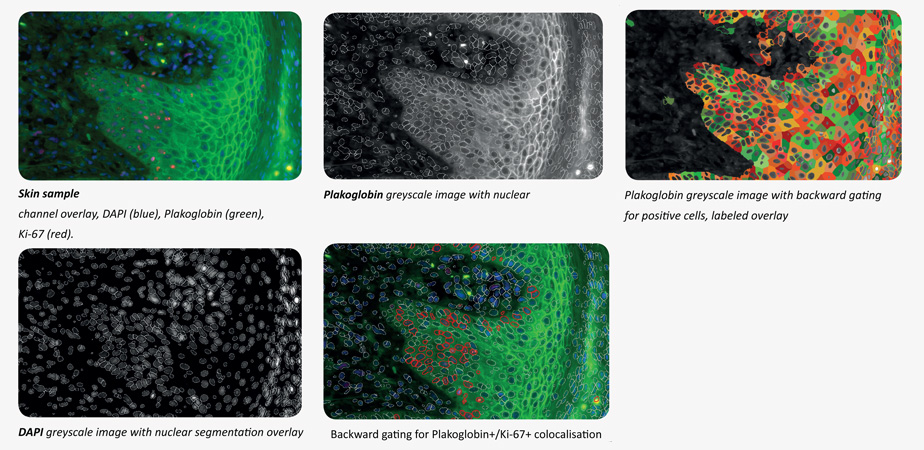 Skin sample
channel overlay, DAPI (blue), Plakoglobin (green),
Ki-67 (red).
Plakoglobin greyscale image with nuclear
Plakoglobin greyscale image with backward gating
for positive cells, labeled overlay
DAPI greyscale image with nuclear segmentation overlay
Backward gating for Plakoglobin+/Ki-67+ colocalisation